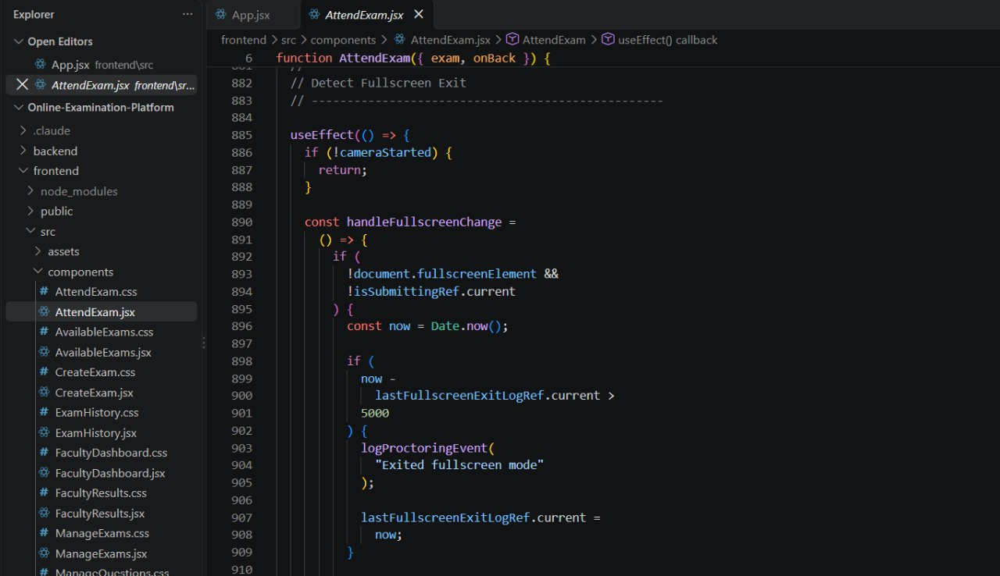 Explorer
···
App.jsx
AttendExam.jsx
Open Editors
App.jsx frontend\src
AttendExam.jsx frontend\sr...
Online-Examination-Platform
.claude
backend
frontend
node_modules
public
src
assets
components
# AttendExam.css
AttendExam.jsx
# AvailableExams.css
AvailableExams.jsx
# CreateExam.css
CreateExam.jsx
# ExamHistory.css
ExamHistory.jsx
# FacultyDashboard.css
FacultyDashboard.jsx
# FacultyResults.css
FacultyResults.jsx
# ManageExams.css
ManageExams.jsx
# ManageQuestions.css
frontend > src > components > AttendExam.jsx > AttendExam > useEffect() callback
6 function AttendExam({ exam, onBack }) {
881 //
882 // Detect Fullscreen Exit
883 // --------------------------------------------------
884
885 useEffect(() => {
886 if (!cameraStarted) {
887 return;
888 }
889
890 const handleFullscreenChange =
891 () => {
892 if (
893 !document.fullscreenElement &&
894 !isSubmittingRef.current
895 ) {
896 const now = Date.now();
897
898 if (
899 now -
900 lastFullscreenExitLogRef.current >
901 5000
902 ) {
903 logProctoringEvent(
904 "Exited fullscreen mode"
905 );
906
907 lastFullscreenExitLogRef.current =
908 now;
909 }
910